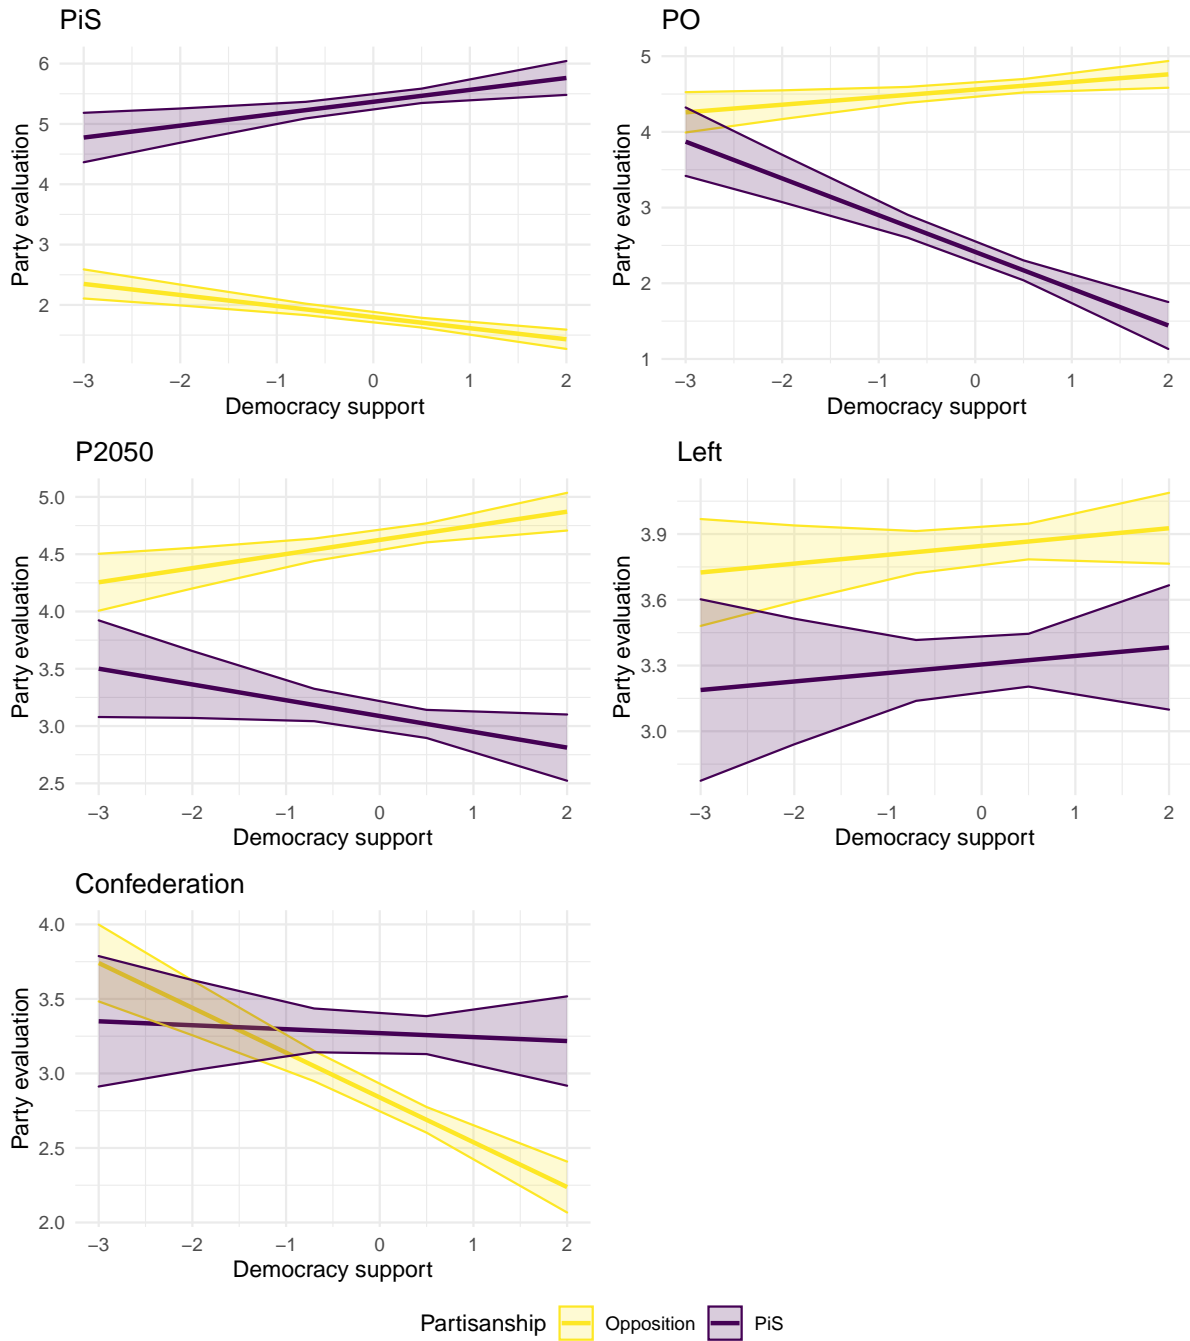 PiS
Party evaluation
6
5
4
3
2
−3 −2 −1 0 1 2
Democracy support
PO
Party evaluation
5
4
3
2
1
−3 −2 −1 0 1 2
Democracy support
P2050
Party evaluation
5.0
4.5
4.0
3.5
3.0
2.5
−3 −2 −1 0 1 2
Democracy support
Left
Party evaluation
3.9
3.6
3.3
3.0
−3 −2 −1 0 1 2
Democracy support
Confederation
Party evaluation
4.0
3.5
3.0
2.5
2.0
−3 −2 −1 0 1 2
Democracy support
Partisanship Opposition PiS